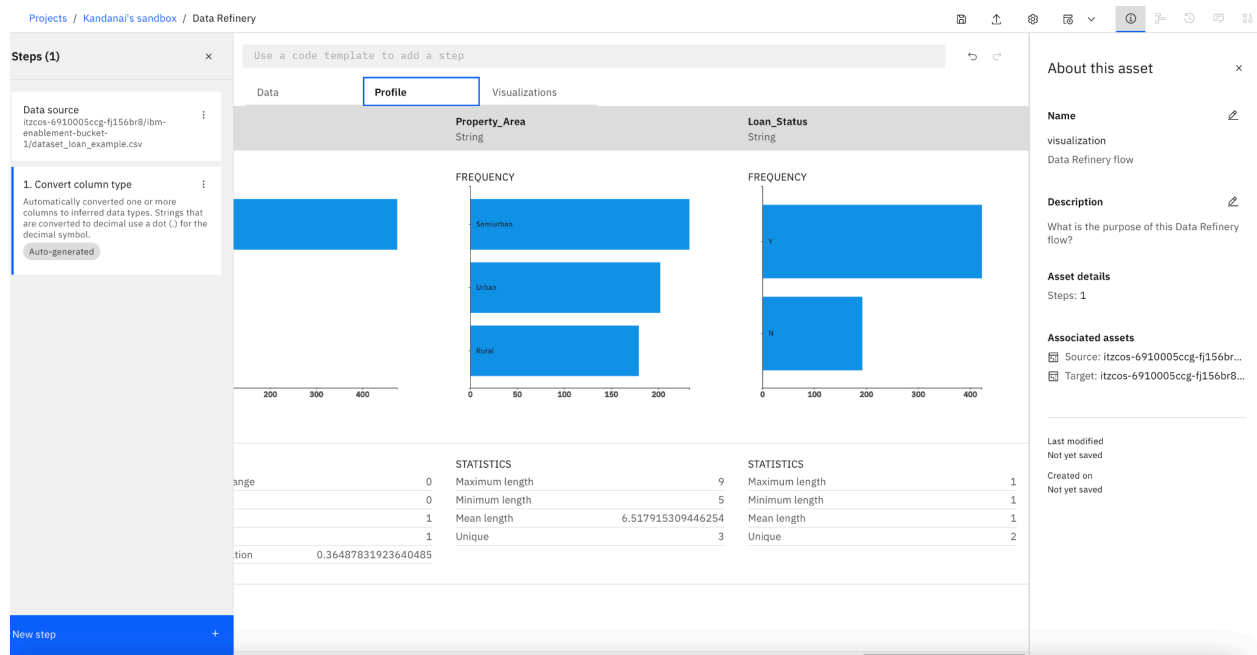 Projects / Kandanai's sandbox / Data Refinery
Steps (1)
Data source
itzcos-6910005ccg-fj156br8/ibm-
enablement-bucket-
1/dataset_loan_example.csv
1. Convert column type
Automatically converted one or more
columns to inferred data types. Strings that
are converted to decimal use a dot (.) for the
decimal symbol.
Auto-generated
New step +
Use a code template to add a step
Data Profile Visualizations
Property_Area
String
Loan_Status
String
200 300 400
FREQUENCY
Semiurban
Urban
Rural
0 50 100 150 200
FREQUENCY
Y
N
0 100 200 300 400
ange 0
0
1
1
tion 0.36487831923640485
STATISTICS
Maximum length 9
Minimum length 5
Mean length 6.517915309446254
Unique 3
STATISTICS
Maximum length 1
Minimum length 1
Mean length 1
Unique 2
About this asset
Name
visualization
Data Refinery flow
Description
What is the purpose of this Data Refinery
flow?
Asset details
Steps: 1
Associated assets
Source: itzcos-6910005ccg-fj156br...
Target: itzcos-6910005ccg-fj156br8...
Last modified
Not yet saved
Created on
Not yet saved